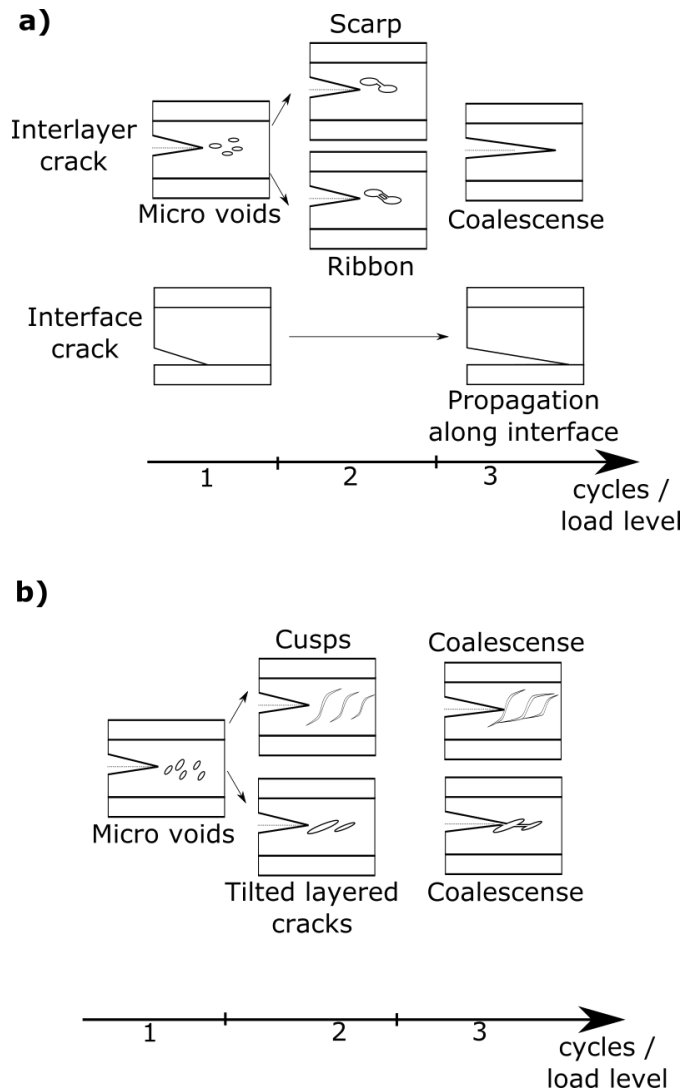 a)
Scarp
Interlayer
crack
Micro voids
Ribbon
Coalescense
Interface
crack
Propagation
along interface
1
2
3
cycles /
load level
b)
Cusps
Coalescense
Micro voids
Tilted layered
cracks
Coalescense
1
2
3
cycles /
load level